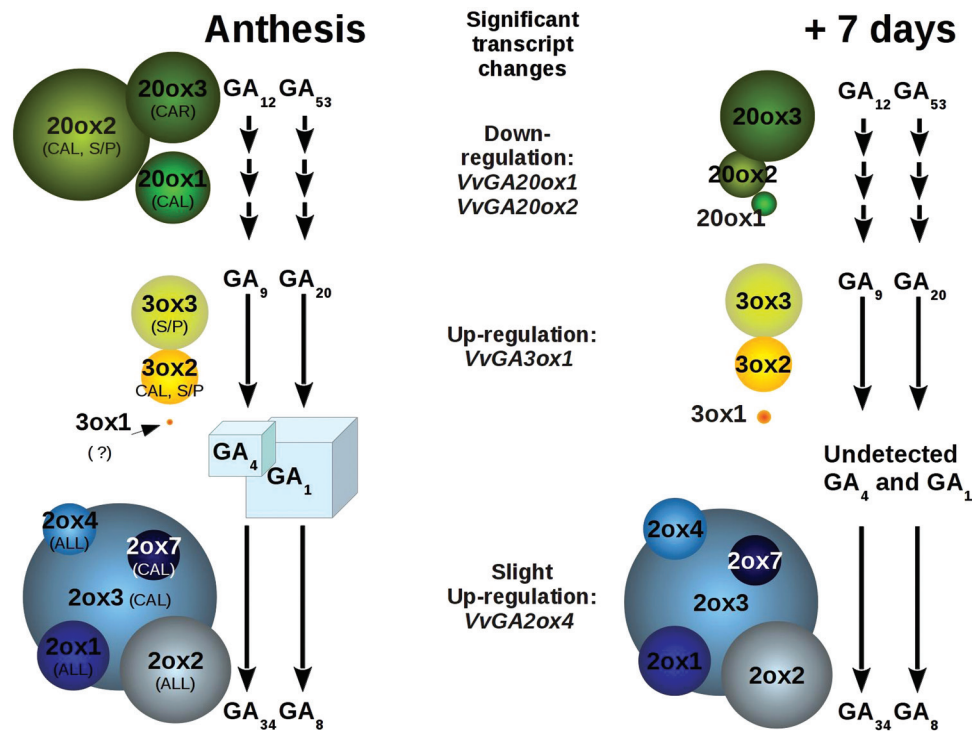 Anthesis
20ox3
(CAR)
20ox2
(CAL, S/P)
20ox1
(CAL)
GA12 GA53
GA9 GA20
3ox3
(S/P)
3ox2
CAL, S/P
3ox1
(?)
GA4
GA1
2ox4
(ALL)
2ox7
(CAL)
2ox3 (CAL)
2ox1
(ALL)
2ox2
(ALL)
GA34 GA8
Significant
transcript
changes
Down-
regulation:
VvGA20ox1
VvGA20ox2
Up-regulation:
VvGA3ox1
Slight
Up-regulation:
VvGA2ox4
+ 7 days
20ox3
20ox2
20ox1
GA12 GA53
GA9 GA20
3ox3
3ox2
3ox1
Undetected
GA4 and GA1
2ox4
2ox7
2ox3
2ox1
2ox2
GA34 GA8